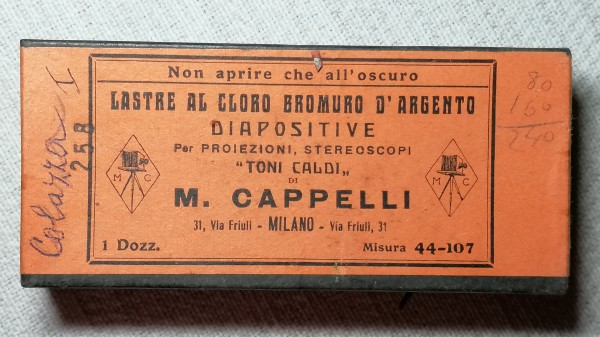 Non aprire che all'oscuro
LASTRE AL CLORO BROMURO D'ARGENTO
DIAPOSITIVE
Per PROIEZIONI, STEREOSCOPI
"TONI CALDI„
DI
M. CAPPELLI
31, Via Friuli - MILANO - Via Friuli, 31
1 Dozz.
Misura 44-107
M C
M C
258
80
160
240